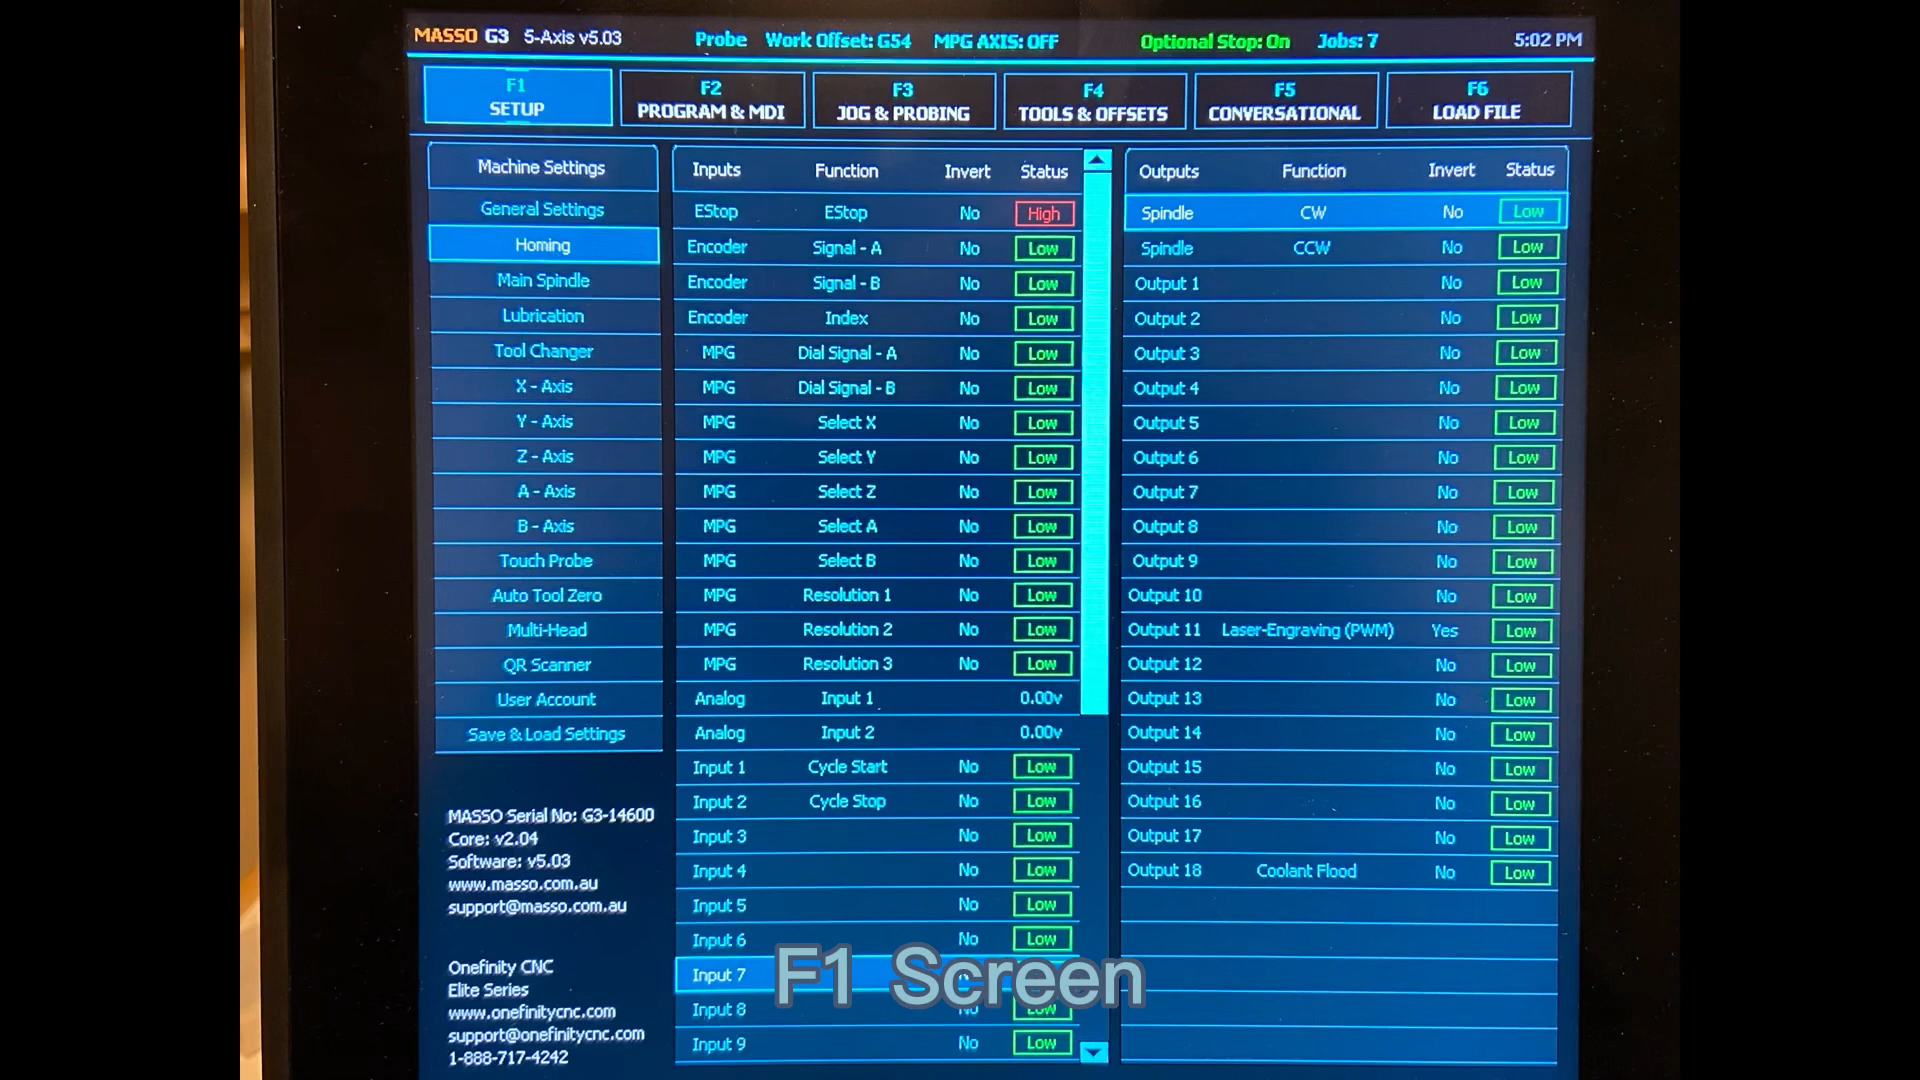 MASSO G3 5-Axis v5.03 Probe Work Offset: G54 MPG AXIS: OFF Optional Stop: On Jobs: 7 5:02 PM
F1 SETUP
F2 PROGRAM & MDI
F3 JOG & PROBING
F4 TOOLS & OFFSETS
F5 CONVERSATIONAL
F6 LOAD FILE
Machine Settings
General Settings
Homing
Main Spindle
Lubrication
Tool Changer
X - Axis
Y - Axis
Z - Axis
A - Axis
B - Axis
Touch Probe
Auto Tool Zero
Multi-Head
QR Scanner
User Account
Save & Load Settings
MASSO Serial No: G3-14600
Core: v2.04
Software: v5.03
www.masso.com.au
support@masso.com.au
Onefinity CNC
Elite Series
www.onefinitycnc.com
support@onefinitycnc.com
1-888-717-4242
Inputs Function Invert Status
EStop EStop No High
Encoder Signal - A No Low
Encoder Signal - B No Low
Encoder Index No Low
MPG Dial Signal - A No Low
MPG Dial Signal - B No Low
MPG Select X No Low
MPG Select Y No Low
MPG Select Z No Low
MPG Select A No Low
MPG Select B No Low
MPG Resolution 1 No Low
MPG Resolution 2 No Low
MPG Resolution 3 No Low
Analog Input 1 0.00v
Analog Input 2 0.00v
Input 1 Cycle Start No Low
Input 2 Cycle Stop No Low
Input 3 No Low
Input 4 No Low
Input 5 No Low
Input 6 No Low
Input 7
Input 8 No Low
Input 9 No Low
Outputs Function Invert Status
Spindle CW No Low
Spindle CCW No Low
Output 1 No Low
Output 2 No Low
Output 3 No Low
Output 4 No Low
Output 5 No Low
Output 6 No Low
Output 7 No Low
Output 8 No Low
Output 9 No Low
Output 10 No Low
Output 11 Laser-Engraving (PWM) Yes Low
Output 12 No Low
Output 13 No Low
Output 14 No Low
Output 15 No Low
Output 16 No Low
Output 17 No Low
Output 18 Coolant Flood No Low
F1 Screen